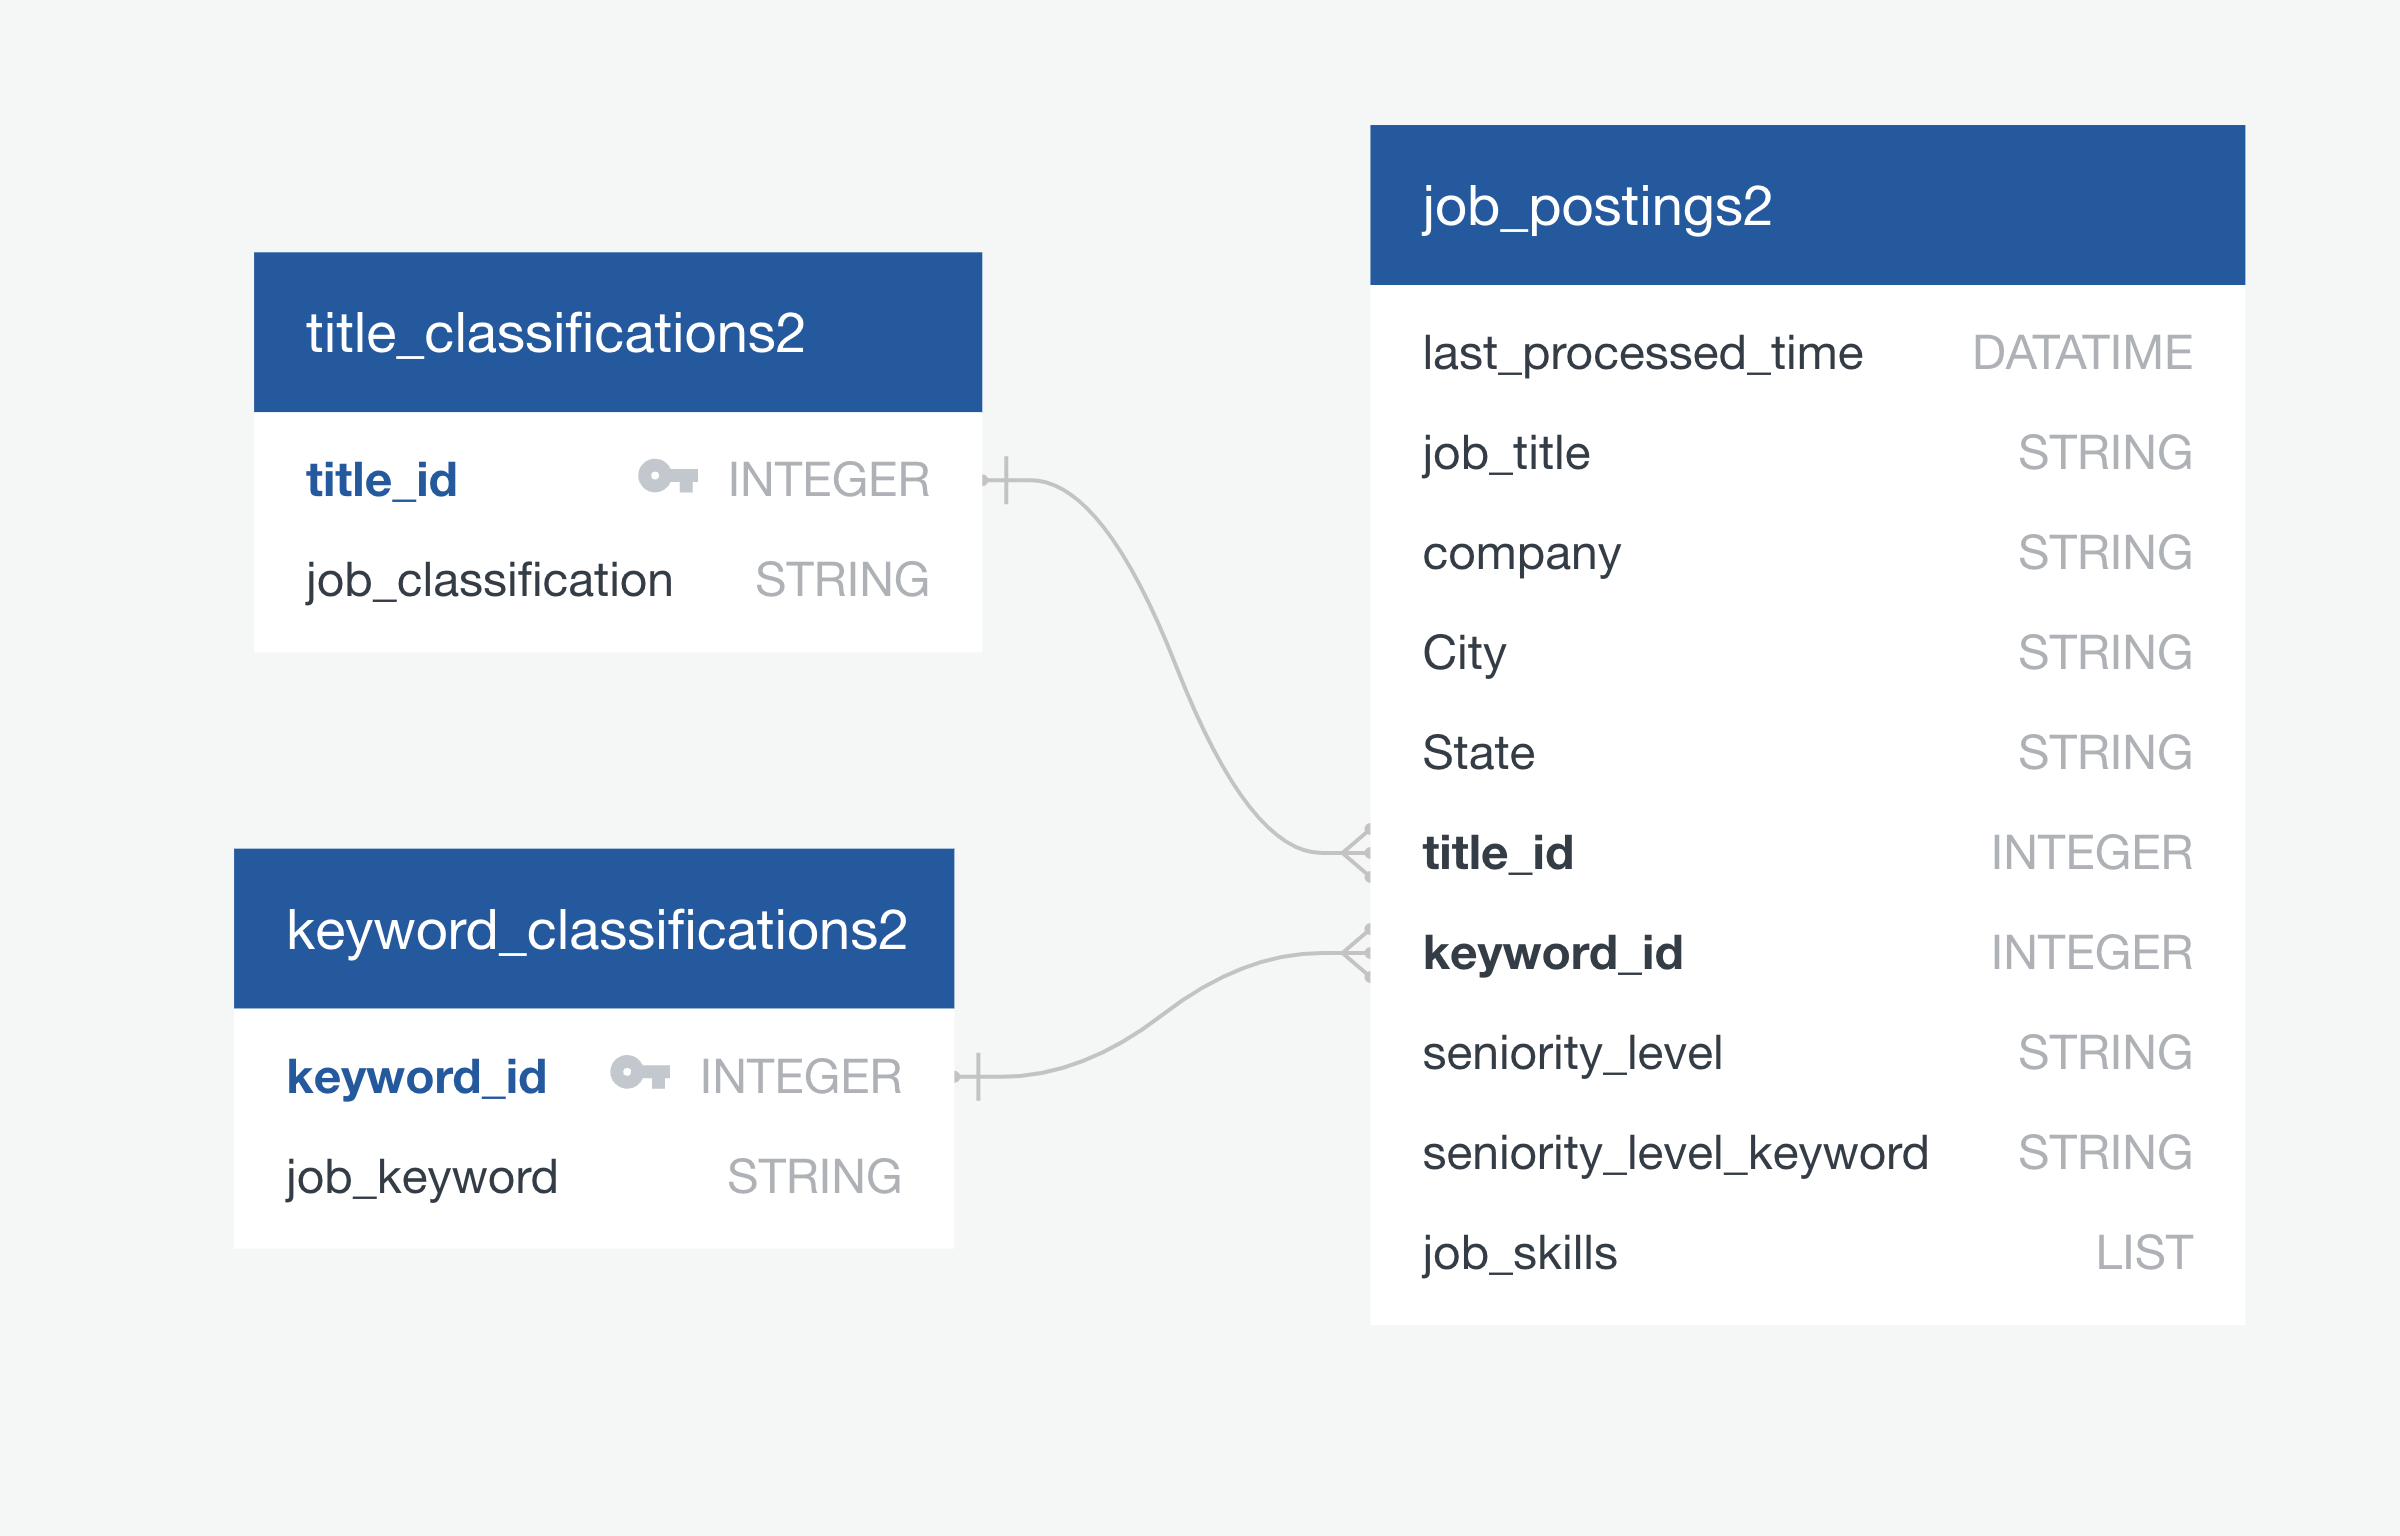 title_classifications2
title_id INTEGER
job_classification STRING
keyword_classifications2
keyword_id INTEGER
job_keyword STRING
job_postings2
last_processed_time DATATIME
job_title STRING
company STRING
City STRING
State STRING
title_id INTEGER
keyword_id INTEGER
seniority_level STRING
seniority_level_keyword STRING
job_skills LIST